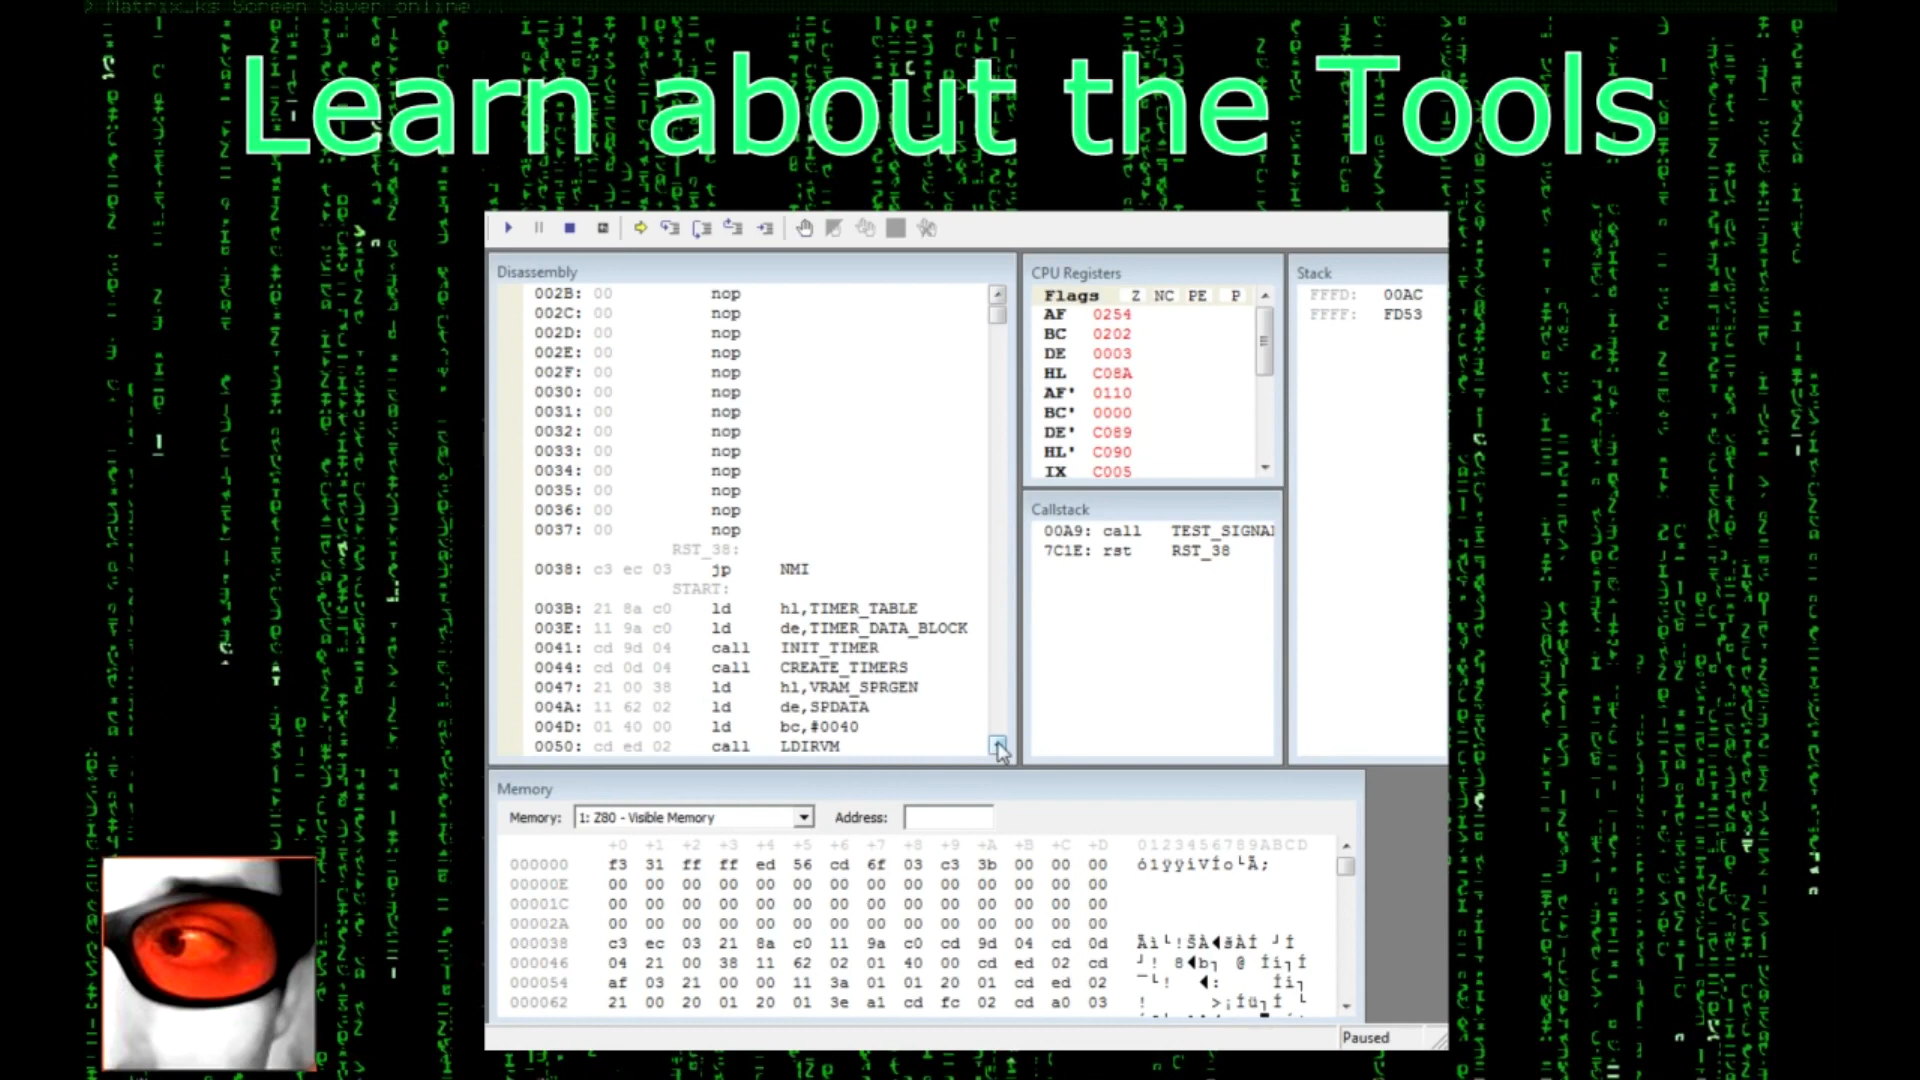 > Matrix_ks Screen Saver online...
Learn about the Tools
Disassembly
002B: 00 nop
002C: 00 nop
002D: 00 nop
002E: 00 nop
002F: 00 nop
0030: 00 nop
0031: 00 nop
0032: 00 nop
0033: 00 nop
0034: 00 nop
0035: 00 nop
0036: 00 nop
0037: 00 nop
RST_38:
0038: c3 ec 03 jp NMI
START:
003B: 21 8a c0 ld hl,TIMER_TABLE
003E: 11 9a c0 ld de,TIMER_DATA_BLOCK
0041: cd 9d 04 call INIT_TIMER
0044: cd 0d 04 call CREATE_TIMERS
0047: 21 00 38 ld hl,VRAM_SPRGEN
004A: 11 62 02 ld de,SPDATA
004D: 01 40 00 ld bc,#0040
0050: cd ed 02 call LDIRVM
CPU Registers
Flags Z NC PE P
AF 0254
BC 0202
DE 0003
HL C08A
AF' 0110
BC' 0000
DE' C089
HL' C090
IX C005
Stack
FFFD: 00AC
FFFF: FD53
Callstack
00A9: call TEST_SIGNAL
7C1E: rst RST_38
Memory
Memory: 1: Z80 - Visible Memory Address:
+0 +1 +2 +3 +4 +5 +6 +7 +8 +9 +A +B +C +D 0123456789ABCD
000000 f3 31 ff ff ed 56 cd 6f 03 c3 3b 00 00 00 ó1ÿÿíVÍo└Ã;
00000E 00 00 00 00 00 00 00 00 00 00 00 00 00 00
00001C 00 00 00 00 00 00 00 00 00 00 00 00 00 00
00002A 00 00 00 00 00 00 00 00 00 00 00 00 00 00
000038 c3 ec 03 21 8a c0 11 9a c0 cd 9d 04 cd 0d
000046 04 21 00 38 11 62 02 01 40 00 cd ed 02 cd
000054 af 03 21 00 00 11 3a 01 01 20 01 cd ed 02
000062 21 00 20 01 20 01 3e a1 cd fc 02 cd a0 03
Paused